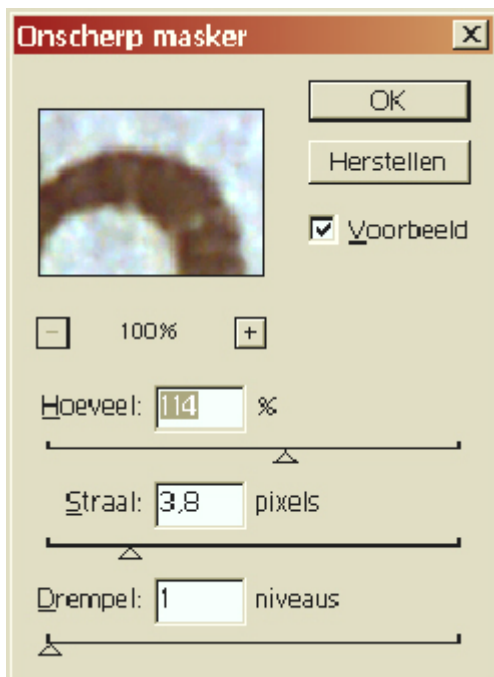 Onscherp masker
OK
Herstellen
Voorbeeld
100%
Hoeveel: 114 %
Straal: 3,8 pixels
Drempel: 1 niveaus